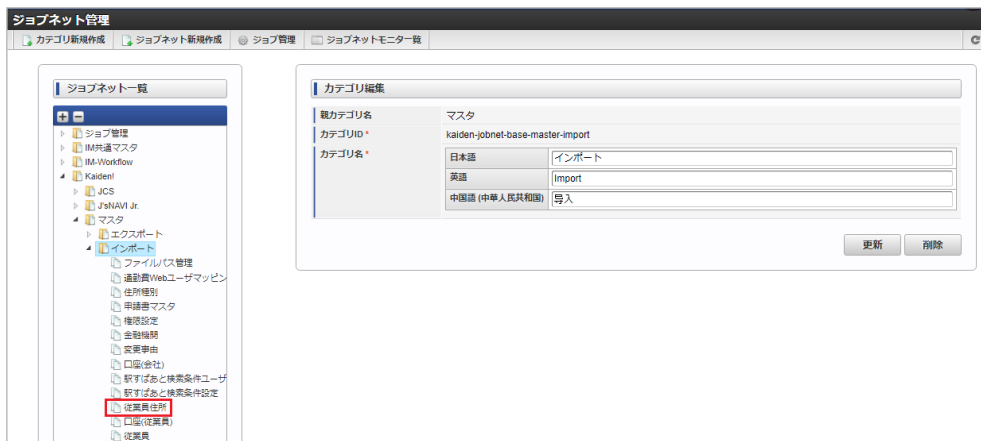 ジョブネット管理
カテゴリ新規作成 ジョブネット新規作成 ジョブ管理 ジョブネットモニター覧
ジョブネット一覧
ジョブ管理
IM共通マスタ
IM-Workflow
Kaiden!
JCS
J'sNAVI Jr.
マスタ
エクスポート
インポート
ファイルパス管理
通勤費Webユーザマッピン
住所種別
申請書マスタ
権限設定
金融機関
変更事由
口座(会社)
駅すぱあと検索条件ユーザ
駅すぱあと検索条件設定
従業員住所
口座(従業員)
従業員
カテゴリ編集
親カテゴリ名 マスタ
カテゴリID * kaiden-jobnet-base-master-import
カテゴリ名 *
日本語 インポート
英語 Import
中国語 (中華人民共和国) 导入
更新 削除